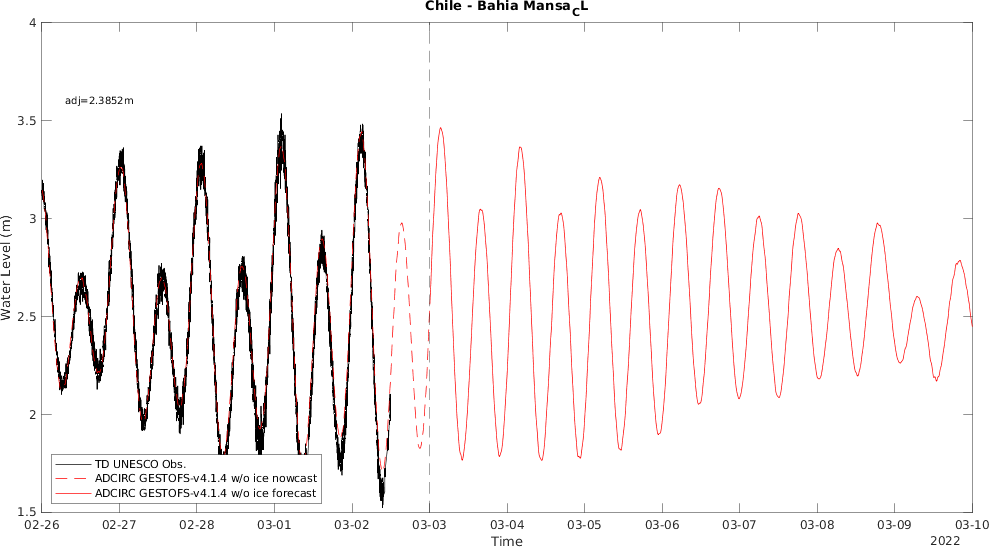 Chile - Bahia Mansa_CL
4
adj=2.3852m
3.5
3
Water Level (m)
2.5
2
TD UNESCO Obs.
ADCIRC GESTOFS-v4.1.4 w/o ice nowcast
ADCIRC GESTOFS-v4.1.4 w/o ice forecast
1.5
02-26 02-27 02-28 03-01 03-02 03-03 03-04 03-05 03-06 03-07 03-08 03-09 03-10
Time
2022